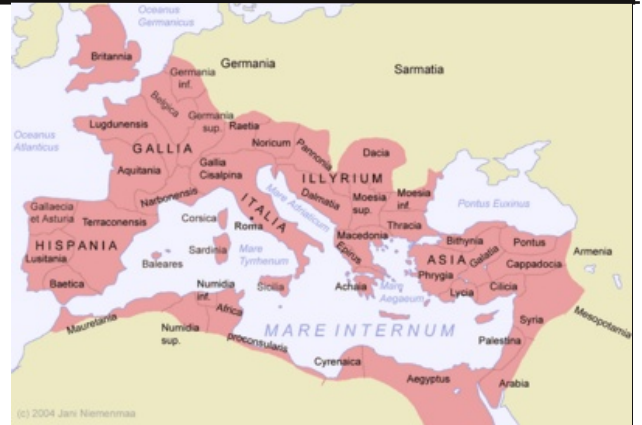 Oceanus
Germanicus
Britannia
Germania
inf.
Germania
Sarmatia
Belgica
Oceanus
Atlanticus
Lugdunensis
Germania
sup.
Raetia
GALLIA
Noricum
Pannonia
Dacia
Aquitania
Gallia
Cisalpina
ILLYRIUM
Narbonensis
ITALIA
Mare Adriaticum
Dalmatia
Moesia
sup.
Moesia
inf.
Pontus Euxinus
Gallaecia
et Asturia
Terraconensis
Corsica
Roma
Macedonia
Thracia
HISPANIA
Lusitania
Baleares
Sardinia
Mare
Tyrrhenum
Epirus
Bithynia
Pontus
Armenia
ASIA
Galatia
Cappadocia
Phrygia
Baetica
Numidia
inf.
Sicilia
Achaia
Mare
Aegaeum
Lycia
Cilicia
Mauretania
Numidia
sup.
Africa
proconsularis
MARE INTERNUM
Syria
Mesopotamia
Palestina
Cyrenaica
Aegyptus
Arabia
(c) 2004 Jani Niemenmaa